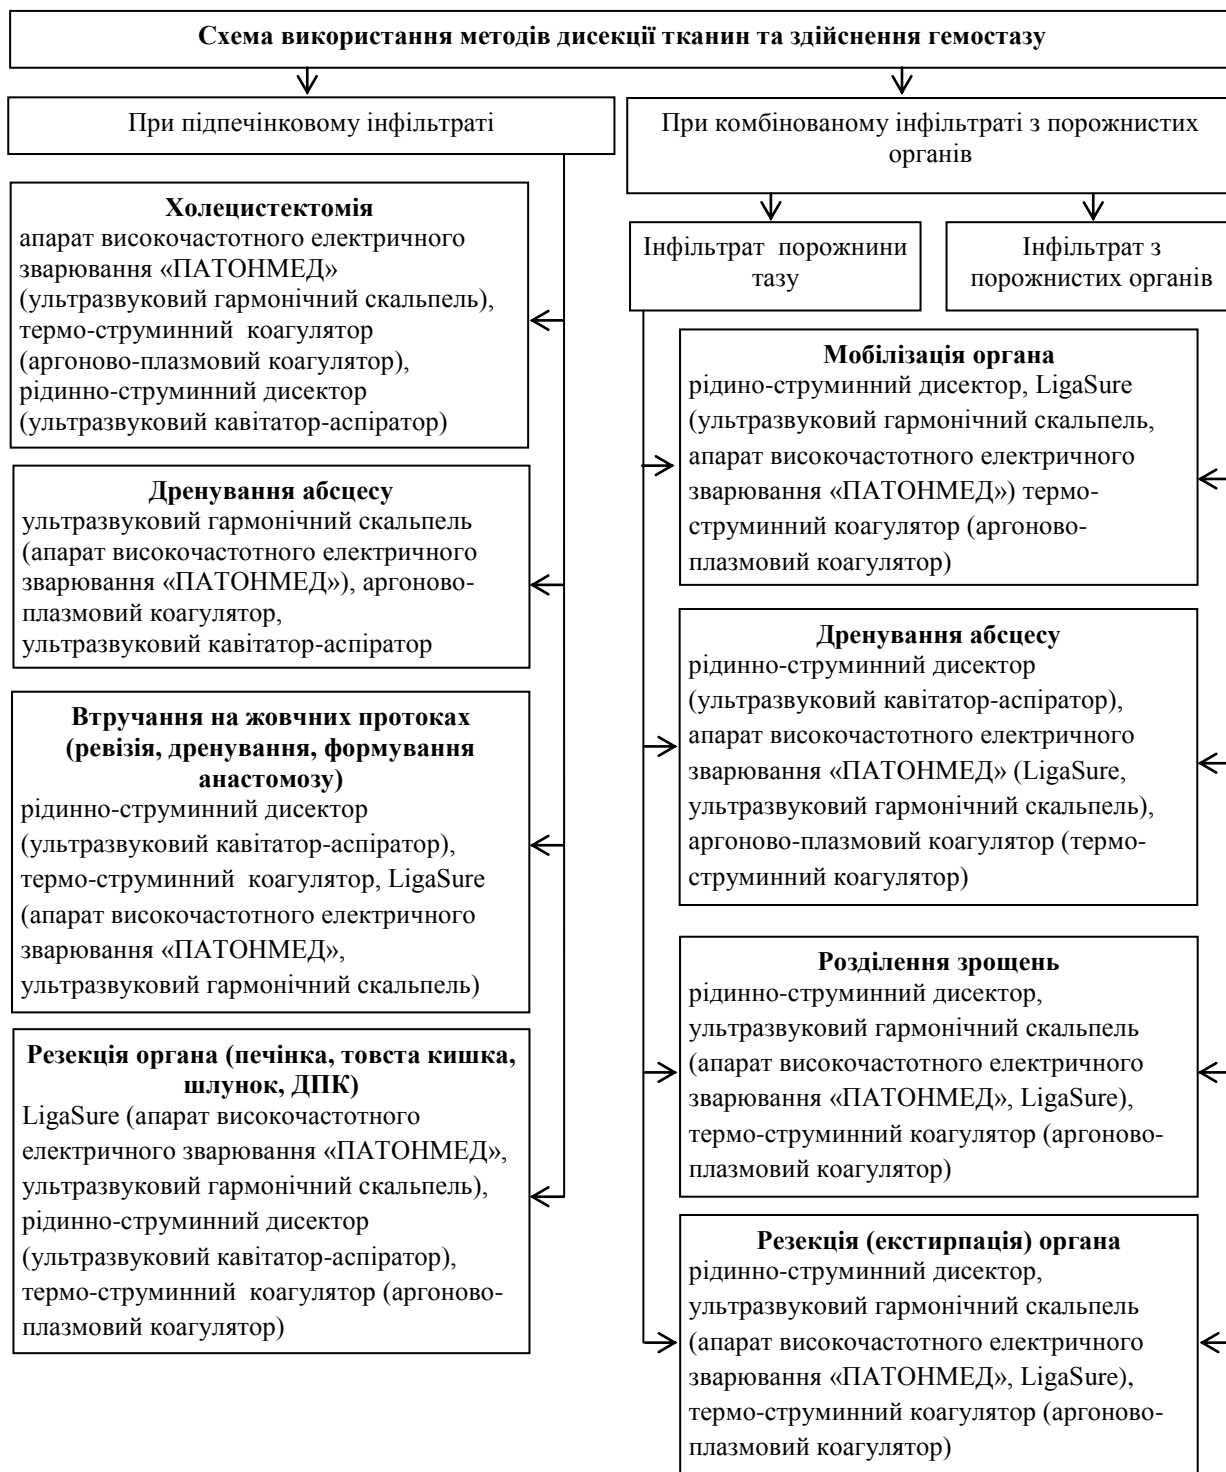 Схема використання методів дисекції тканин та здійснення гемостазу
При підпечінковому інфільтраті
Холецистектомія
апарат високочастотного електричного
зварювання «ПАТОНМЕД»
(ультразвуковий гармонічний скальпель),
термо-струминний коагулятор
(аргоново-плазмовий коагулятор),
рідинно-струминний дисектор
(ультразвуковий кавітатор-аспіратор)
Дренування абсцесу
ультразвуковий гармонічний скальпель
(апарат високочастотного електричного
зварювання «ПАТОНМЕД»), аргоново-
плазмовий коагулятор,
ультразвуковий кавітатор-аспіратор
Втручання на жовчних протоках
(ревізія, дренування, формування
анастомозу)
рідинно-струминний дисектор
(ультразвуковий кавітатор-аспіратор),
термо-струминний коагулятор, LigaSure
(апарат високочастотного електричного
зварювання «ПАТОНМЕД»,
ультразвуковий гармонічний скальпель)
Резекція органа (печінка, товста кишка,
шлунок, ДПК)
LigaSure (апарат високочастотного
електричного зварювання «ПАТОНМЕД»,
ультразвуковий гармонічний скальпель),
рідинно-струминний дисектор
(ультразвуковий кавітатор-аспіратор),
термо-струминний коагулятор (аргоново-
плазмовий коагулятор)
При комбінованому інфільтраті з порожнистих
органів
Інфільтрат порожнини
тазу
Інфільтрат з
порожнистих органів
Мобілізація органа
рідино-струминний дисектор, LigaSure
(ультразвуковий гармонічний скальпель,
апарат високочастотного електричного
зварювання «ПАТОНМЕД») термо-
струминний коагулятор (аргоново-
плазмовий коагулятор)
Дренування абсцесу
рідинно-струминний дисектор
(ультразвуковий кавітатор-аспіратор),
апарат високочастотного електричного
зварювання «ПАТОНМЕД» (LigaSure,
ультразвуковий гармонічний скальпель),
аргоново-плазмовий коагулятор (термо-
струминний коагулятор)
Розділення зрощень
рідинно-струминний дисектор,
ультразвуковий гармонічний скальпель
(апарат високочастотного електричного
зварювання «ПАТОНМЕД», LigaSure),
термо-струминний коагулятор (аргоново-
плазмовий коагулятор)
Резекція (екстирпація) органа
рідинно-струминний дисектор,
ультразвуковий гармонічний скальпель
(апарат високочастотного електричного
зварювання «ПАТОНМЕД», LigaSure),
термо-струминний коагулятор (аргоново-
плазмовий коагулятор)